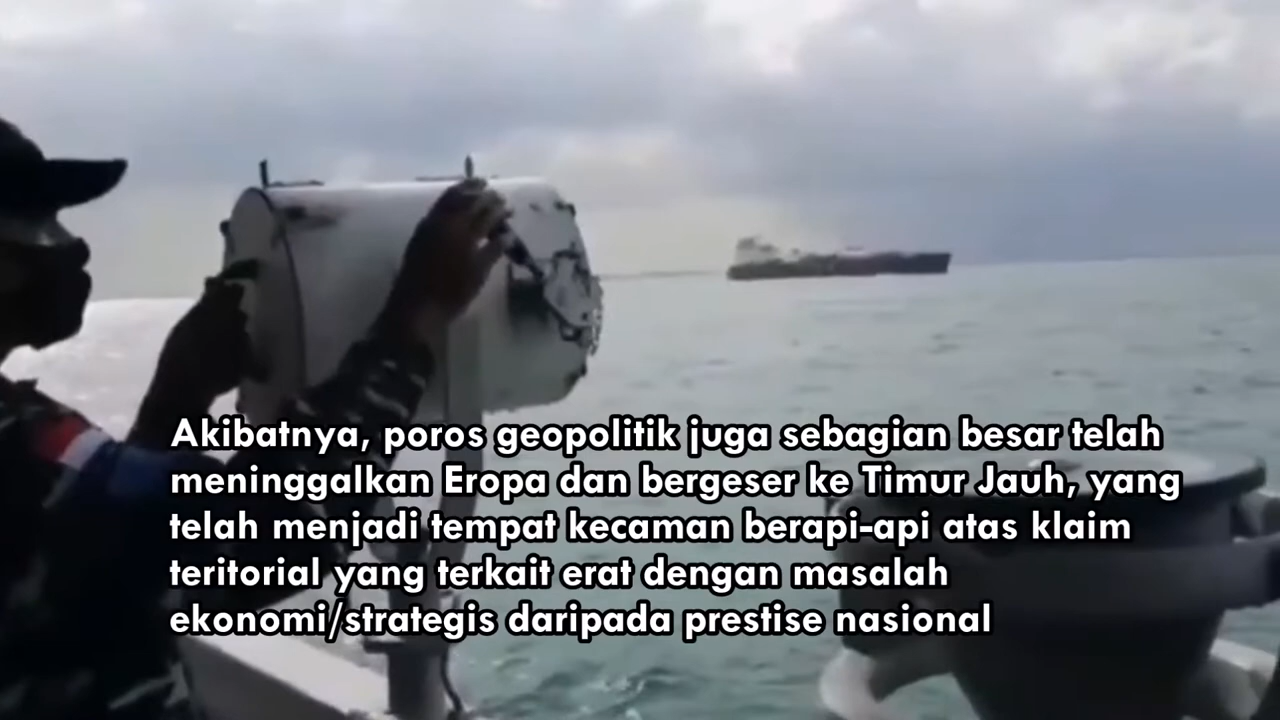 Akibatnya, poros geopolitik juga sebagian besar telah
meninggalkan Eropa dan bergeser ke Timur Jauh, yang
telah menjadi tempat kecaman berapi-api atas klaim
teritorial yang terkait erat dengan masalah
ekonomi/strategis daripada prestise nasional